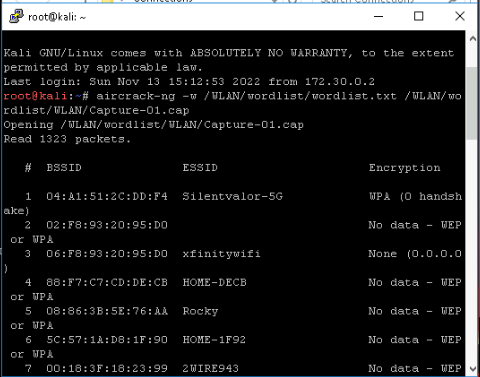 Connections
Search Connections
root@kali: ~
Kali GNU/Linux comes with ABSOLUTELY NO WARRANTY, to the extent
permitted by applicable law.
Last login: Sun Nov 13 15:12:53 2022 from 172.30.0.2
root@kali:~# aircrack-ng -w /WLAN/wordlist/wordlist.txt /WLAN/wo
rdlist/WLAN/Capture-01.cap
Opening /WLAN/wordlist/WLAN/Capture-01.cap
Read 1323 packets.
# BSSID ESSID Encryption
1 04:A1:51:2C:DD:F4 Silentvalor-5G WPA (0 handsh
ake)
2 02:F8:93:20:95:D0 No data - WEP
or WPA
3 06:F8:93:20:95:D0 xfinitywifi None (0.0.0.0
)
4 88:F7:C7:CD:DE:CB HOME-DECB No data - WEP
or WPA
5 08:86:3B:5E:76:AA Rocky No data - WEP
or WPA
6 5C:57:1A:D8:1F:90 HOME-1F92 No data - WEP
or WPA
7 00:18:3F:18:23:99 2WIRE943 No data - WEP